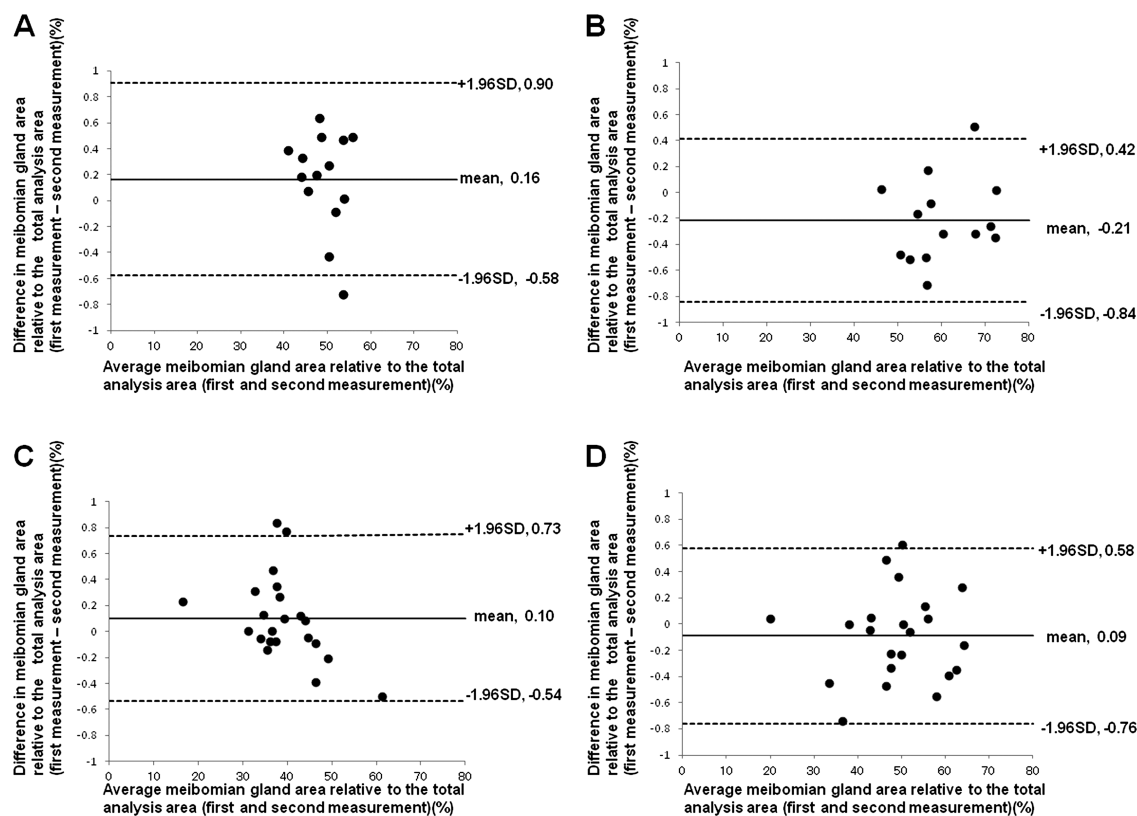 A
Difference in meibomian gland area
relative to the total analysis area
(first measurement – second measurement)(%)
1
0.8
0.6
0.4
0.2
0
-0.2
-0.4
-0.6
-0.8
-1
0 10 20 30 40 50 60 70 80
+1.96SD, 0.90
mean, 0.16
-1.96SD, -0.58
Average meibomian gland area relative to the total
analysis area (first and second measurement)(%)
B
Difference in meibomian gland area
relative to the total analysis area
(first measurement – second measurement)(%)
1
0.8
0.6
0.4
0.2
0
-0.2
-0.4
-0.6
-0.8
-1
0 10 20 30 40 50 60 70 80
+1.96SD, 0.42
mean, -0.21
-1.96SD, -0.84
Average meibomian gland area relative to the total
analysis area (first and second measurement)(%)
C
Difference in meibomian gland area
relative to the total analysis area
(first measurement – second measurement)(%)
1
0.8
0.6
0.4
0.2
0
-0.2
-0.4
-0.6
-0.8
-1
0 10 20 30 40 50 60 70 80
+1.96SD, 0.73
mean, 0.10
-1.96SD, -0.54
Average meibomian gland area relative to the total
analysis area (first and second measurement)(%)
D
Difference in meibomian gland area
relative to the total analysis area
(first measurement – second measurement)(%)
1
0.8
0.6
0.4
0.2
0
-0.2
-0.4
-0.6
-0.8
-1
0 10 20 30 40 50 60 70 80
+1.96SD, 0.58
mean, 0.09
-1.96SD, -0.76
Average meibomian gland area relative to the total
analysis area (first and second measurement)(%)